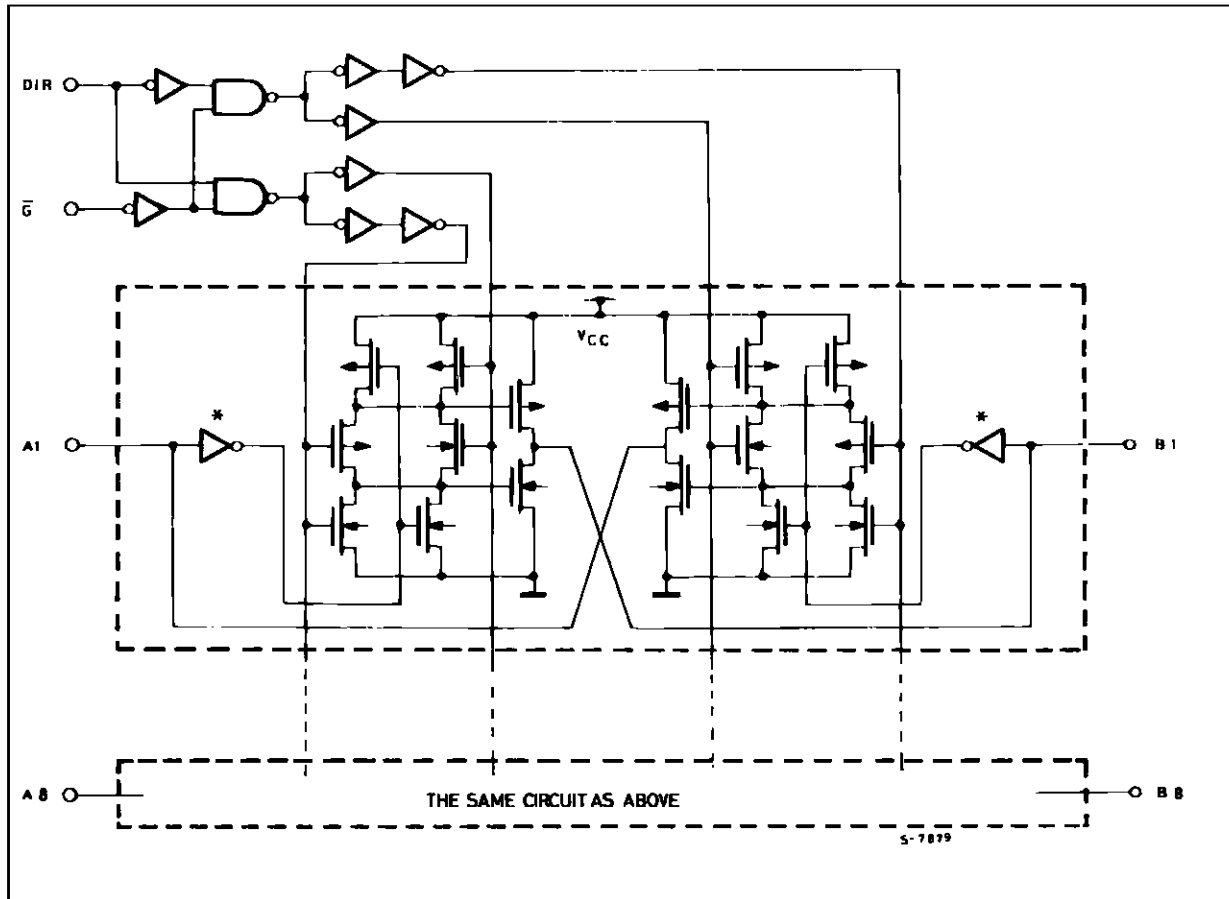 DIR
G̅
VCC
*
*
A1
B1
A8
THE SAME CIRCUIT AS ABOVE
B8
S-7879